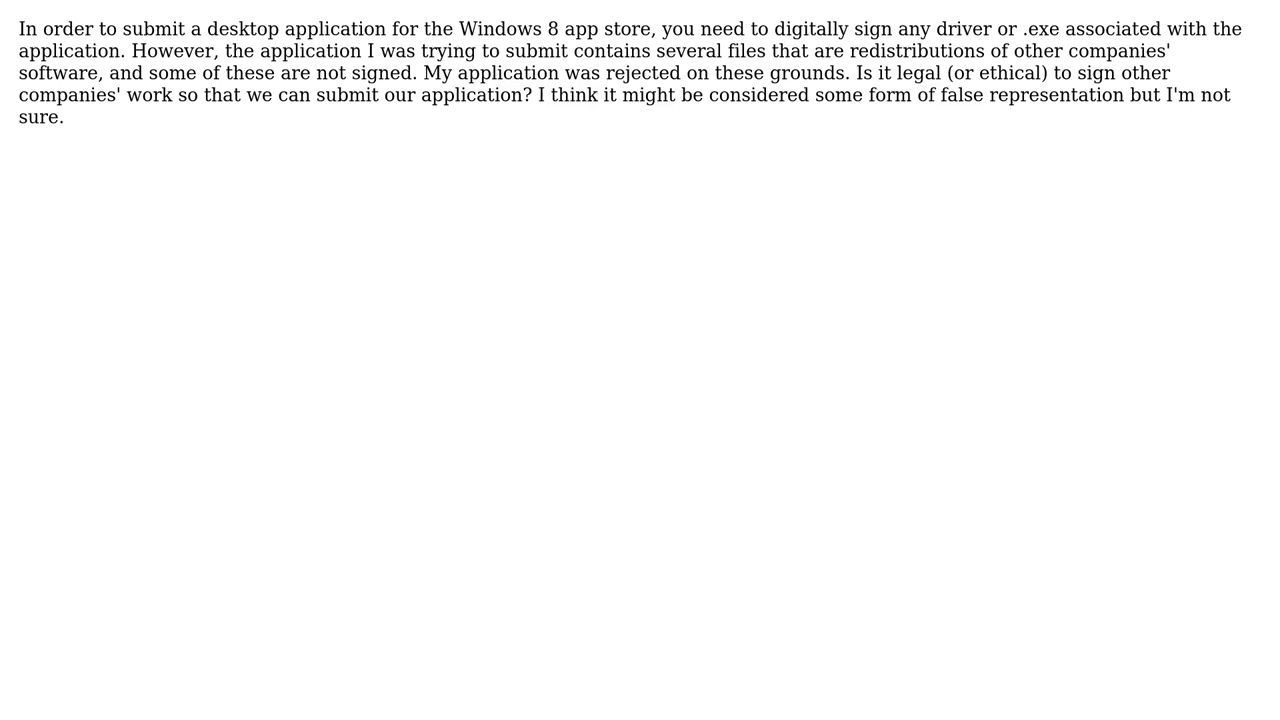 In order to submit a desktop application for the Windows 8 app store, you need to digitally sign any driver or .exe associated with the
application. However, the application I was trying to submit contains several files that are redistributions of other companies'
software, and some of these are not signed. My application was rejected on these grounds. Is it legal (or ethical) to sign other
companies' work so that we can submit our application? I think it might be considered some form of false representation but I'm not
sure.